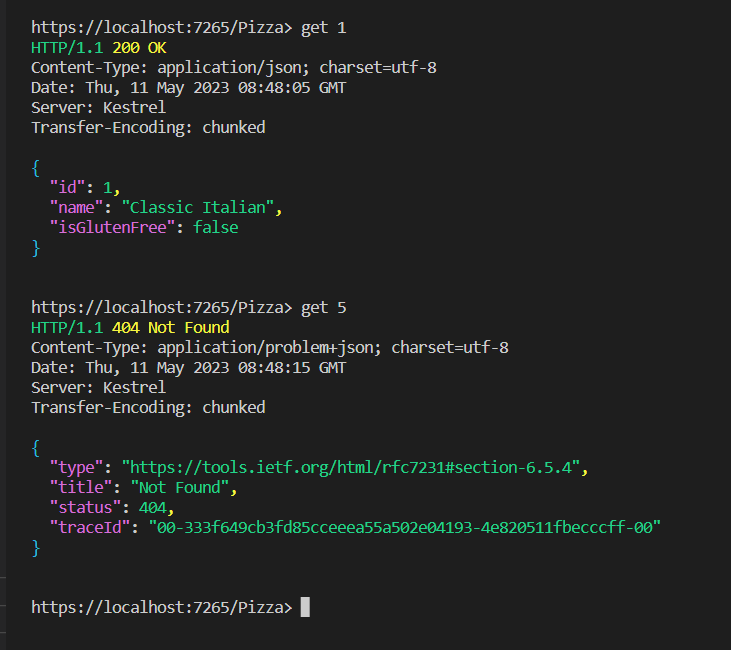 https://localhost:7265/Pizza> get 1
HTTP/1.1 200 OK
Content-Type: application/json; charset=utf-8
Date: Thu, 11 May 2023 08:48:05 GMT
Server: Kestrel
Transfer-Encoding: chunked
{
"id": 1,
"name": "Classic Italian",
"isGlutenFree": false
}
https://localhost:7265/Pizza> get 5
HTTP/1.1 404 Not Found
Content-Type: application/problem+json; charset=utf-8
Date: Thu, 11 May 2023 08:48:15 GMT
Server: Kestrel
Transfer-Encoding: chunked
{
"type": "https://tools.ietf.org/html/rfc7231#section-6.5.4",
"title": "Not Found",
"status": 404,
"traceId": "00-333f649cb3fd85cceeea55a502e04193-4e820511fbecccff-00"
}
https://localhost:7265/Pizza>